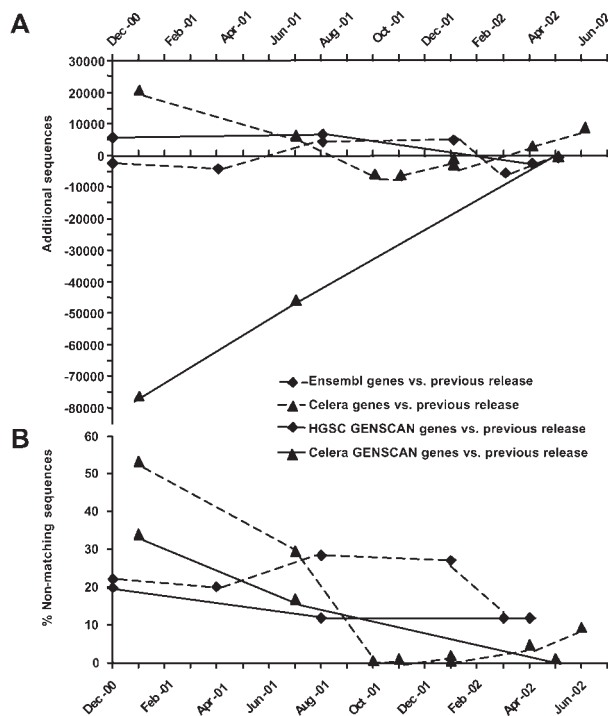 A
Dec-00 Feb-01 Apr-01 Jun-01 Aug-01 Oct-01 Dec-01 Feb-02 Apr-02 Jun-02
30000
20000
10000
0
-10000
-20000
-30000
-40000
-50000
-60000
-70000
-80000
Additional sequences
Ensembl genes vs. previous release
Celera genes vs. previous release
HGSC GENSCAN genes vs. previous release
Celera GENSCAN genes vs. previous release
B
60
50
40
30
20
10
0
% Non-matching sequences
Dec-00 Feb-01 Apr-01 Jun-01 Aug-01 Oct-01 Dec-01 Feb-02 Apr-02 Jun-02